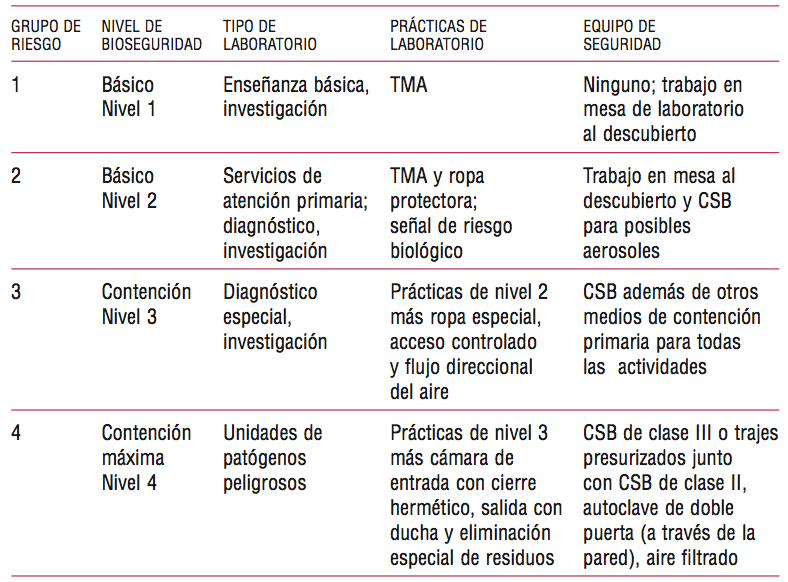 GRUPO DE RIESGO
NIVEL DE BIOSEGURIDAD
TIPO DE LABORATORIO
PRÁCTICAS DE LABORATORIO
EQUIPO DE SEGURIDAD
1
Básico
Nivel 1
Enseñanza básica,
investigación
TMA
Ninguno; trabajo en
mesa de laboratorio
al descubierto
2
Básico
Nivel 2
Servicios de
atención primaria;
diagnóstico,
investigación
TMA y ropa
protectora;
señal de riesgo
biológico
Trabajo en mesa al
descubierto y CSB
para posibles
aerosoles
3
Contención
Nivel 3
Diagnóstico
especial,
investigación
Prácticas de nivel 2
más ropa especial,
acceso controlado
y flujo direccional
del aire
CSB además de otros
medios de contención
primaria para todas
las actividades
4
Contención
máxima
Nivel 4
Unidades de
patógenos
peligrosos
Prácticas de nivel 3
más cámara de
entrada con cierre
hermético, salida con
ducha y eliminación
especial de residuos
CSB de clase III o trajes
presurizados junto
con CSB de clase II,
autoclave de doble
puerta (a través de la
pared), aire filtrado